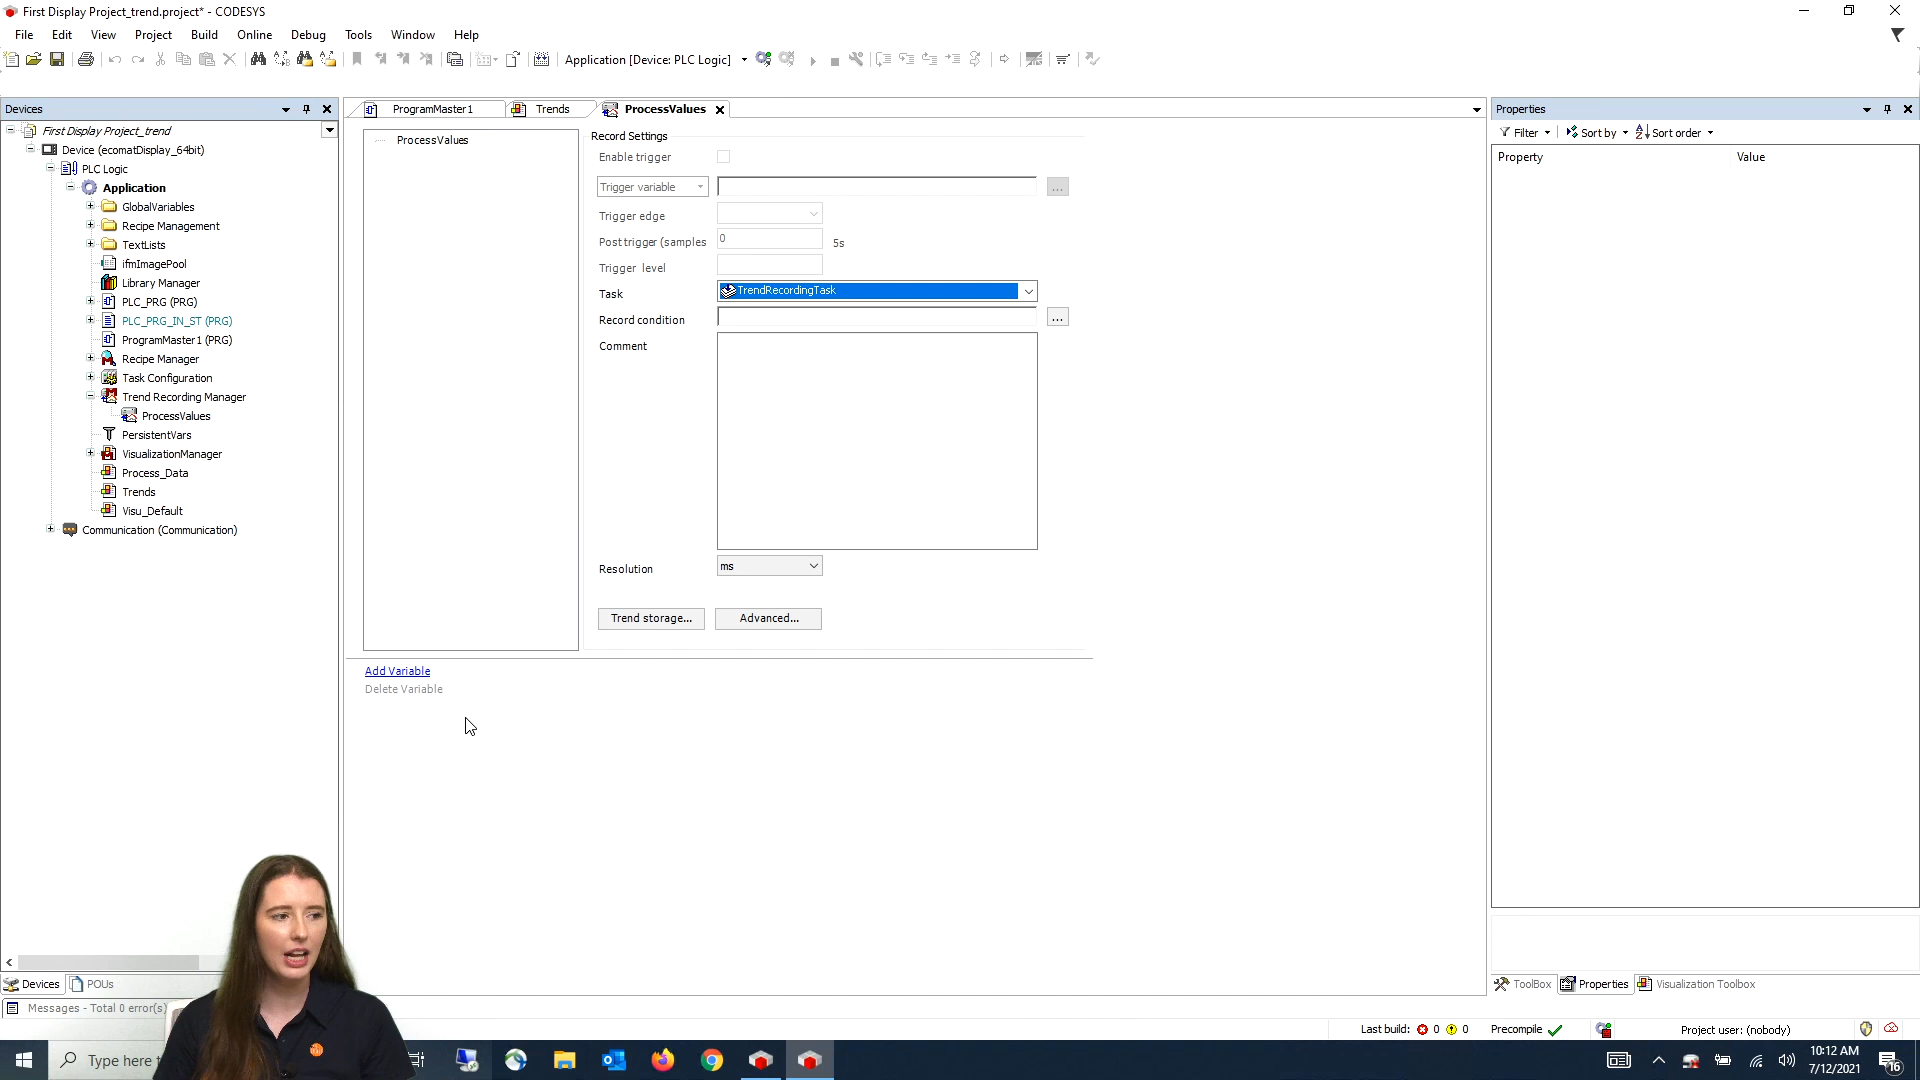 First Display Project_trend.project* - CODESYS
File Edit View Project Build Online Debug Tools Window Help
Application [Device: PLC Logic]
Devices
ProgramMaster1
Trends
ProcessValues
Properties
First Display Project_trend
Device (ecomatDisplay_64bit)
PLC Logic
Application
GlobalVariables
Recipe Management
TextLists
ifmImagePool
Library Manager
PLC_PRG (PRG)
PLC_PRG_IN_ST (PRG)
ProgramMaster1 (PRG)
Recipe Manager
Task Configuration
Trend Recording Manager
ProcessValues
PersistentVars
VisualizationManager
Process_Data
Trends
Visu_Default
Communication (Communication)
ProcessValues
Record Settings
Enable trigger
Trigger variable
...
Trigger edge
Post trigger (samples
0
5s
Trigger level
Task
TrendRecordingTask
Record condition
...
Comment
Resolution
ms
Trend storage...
Advanced...
Add Variable
Delete Variable
Filter
Sort by
Sort order
Property
Value
Devices
POUs
ToolBox
Properties
Visualization Toolbox
Messages - Total 0 error(s)
Last build: 0 0
Precompile
Project user: (nobody)
Type here t
10:12 AM
7/12/2021
16